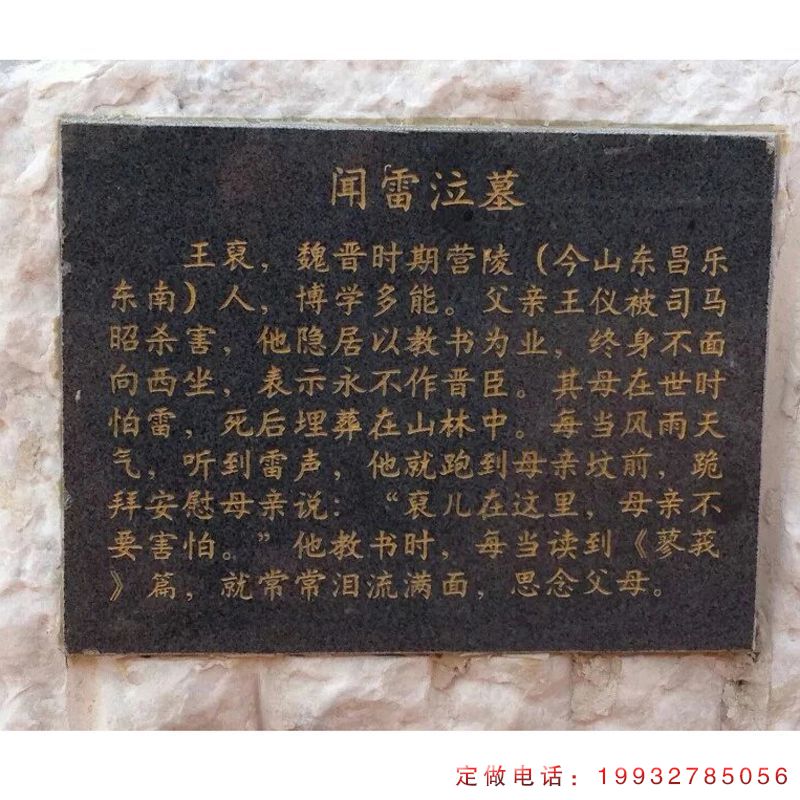 闻雷泣墓
王裒，魏晋时期营陵（今山东昌乐
东南）人，博学多能。父亲王仪被司马
昭杀害，他隐居以教书为业，终身不面
向西坐，表示永不作晋臣。其母在世时
怕雷，死后埋葬在山林中。每当风雨天
气，听到雷声，他就跑到母亲坟前，跪
拜安慰母亲说：“裒儿在这里，母亲不
要害怕。”他教书时，每当读到《蓼莪
》篇，就常常泪流满面，思念父母。
定做电话：19932785056